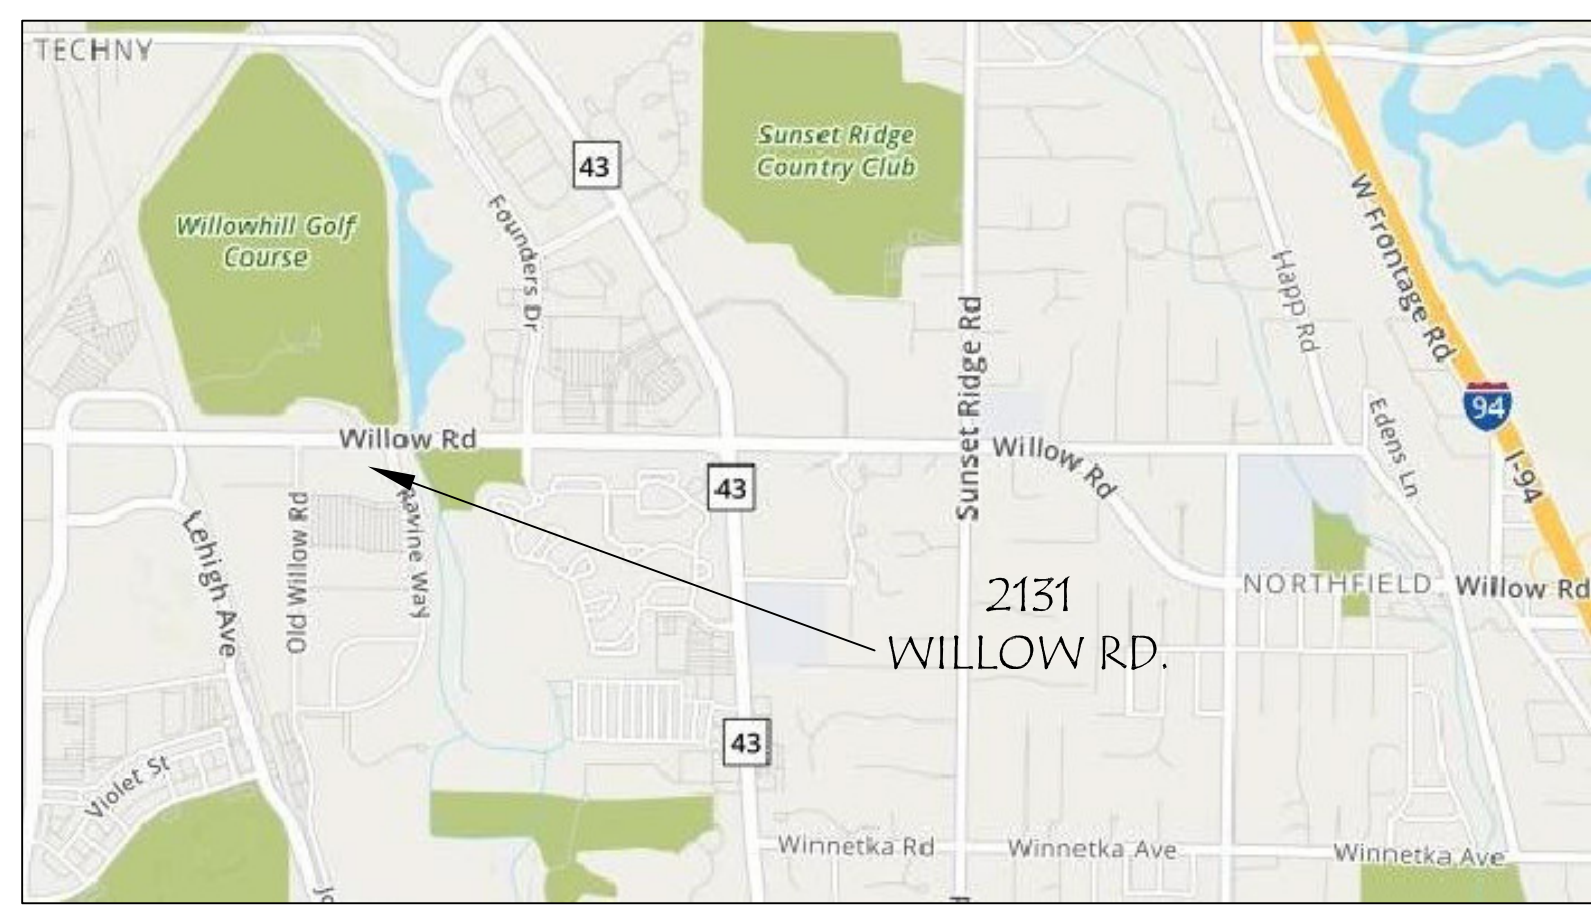 TECHNY
Willowhill Golf
Course
43
Founders Dr
Sunset Ridge
Country Club
W Frontage Rd
Happ Rd
Sunset Ridge Rd
94
Edens Ln
I-94
Willow Rd
43
Willow Rd
Ravine Way
Old Willow Rd
Lehigh Ave
2131
WILLOW RD.
NORTHFIELD
Willow Rd
43
Violet St
Winnetka Rd
Winnetka Ave
Winnetka Ave